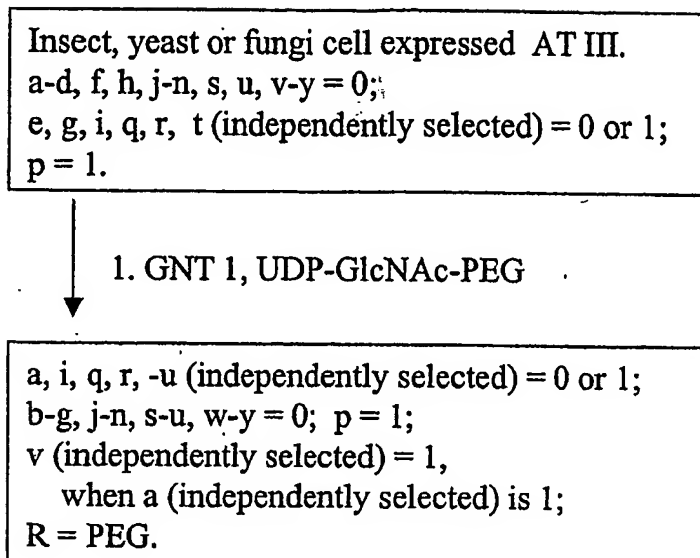 Insect, yeast or fungi cell expressed AT III.
a-d, f, h, j-n, s, u, v-y = 0;
e, g, i, q, r, t (independently selected) = 0 or 1;
p = 1.
1. GNT 1, UDP-GlcNAc-PEG
a, i, q, r, -u (independently selected) = 0 or 1;
b-g, j-n, s-u, w-y = 0; p = 1;
v (independently selected) = 1,
when a (independently selected) is 1;
R = PEG.